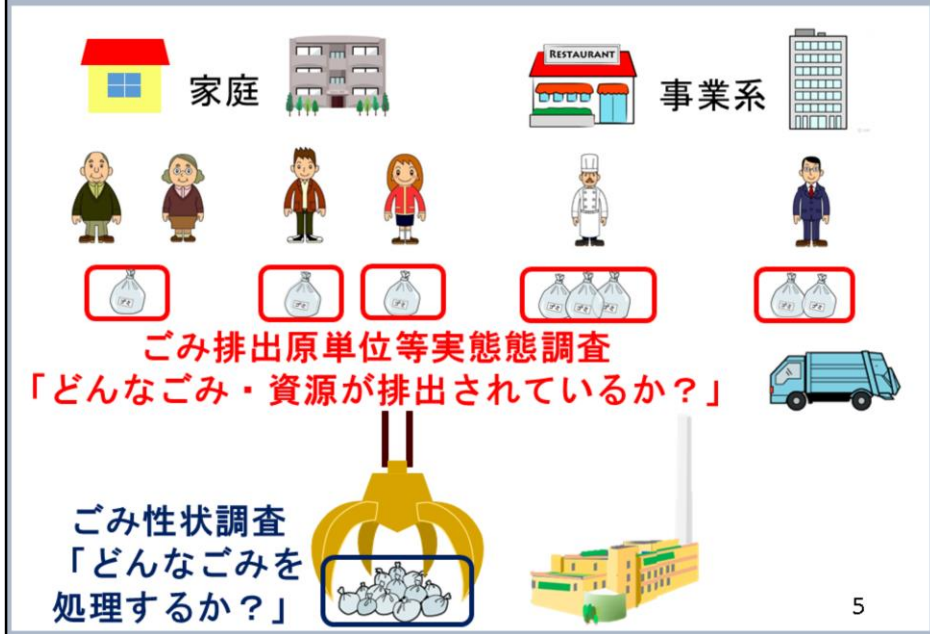 家庭
RESTAURANT
事業系
ごみ排出原単位等実態態調査
「どんなごみ・資源が排出されているか？」
ごみ性状調査
「どんなごみを
処理するか？」
5